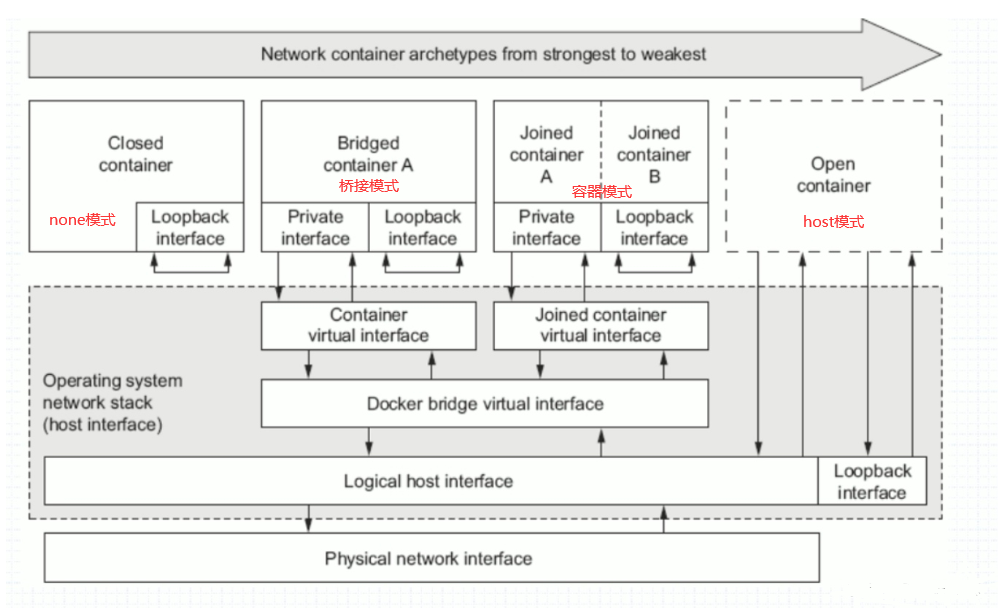 Network container archetypes from strongest to weakest
Closed
container
none模式
Loopback
interface
Bridged
container A
桥接模式
Private
interface
Loopback
interface
Joined
container
A
Joined
container
B
容器模式
Private
interface
Loopback
interface
Open
container
host模式
Operating system
network stack
(host interface)
Container
virtual interface
Joined container
virtual interface
Docker bridge virtual interface
Logical host interface
Loopback
interface
Physical network interface